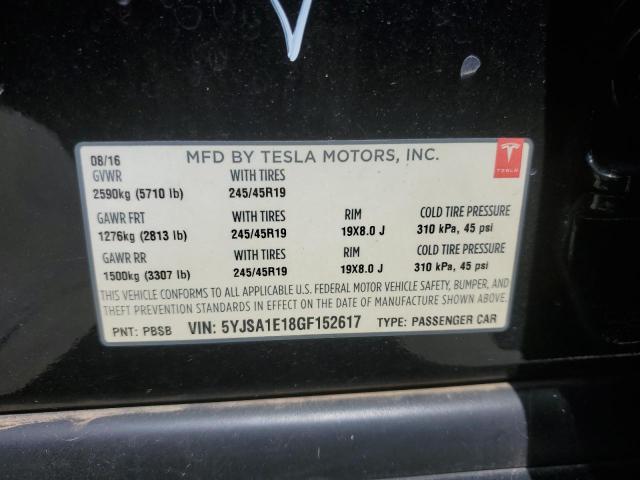 08/16 MFD BY TESLA MOTORS, INC.
TESLA
GVWR WITH TIRES
2590kg (5710 lb) 245/45R19
GAWR FRT WITH TIRES RIM COLD TIRE PRESSURE
1276kg (2813 lb) 245/45R19 19X8.0 J 310 kPa, 45 psi
GAWR RR WITH TIRES RIM COLD TIRE PRESSURE
1500kg (3307 lb) 245/45R19 19X8.0 J 310 kPa, 45 psi
THIS VEHICLE CONFORMS TO ALL APPLICABLE U.S. FEDERAL MOTOR VEHICLE SAFETY, BUMPER, AND
THEFT PREVENTION STANDARDS IN EFFECT ON THE DATE OF MANUFACTURE SHOWN ABOVE.
PNT: PBSB VIN: 5YJSA1E18GF152617 TYPE: PASSENGER CAR